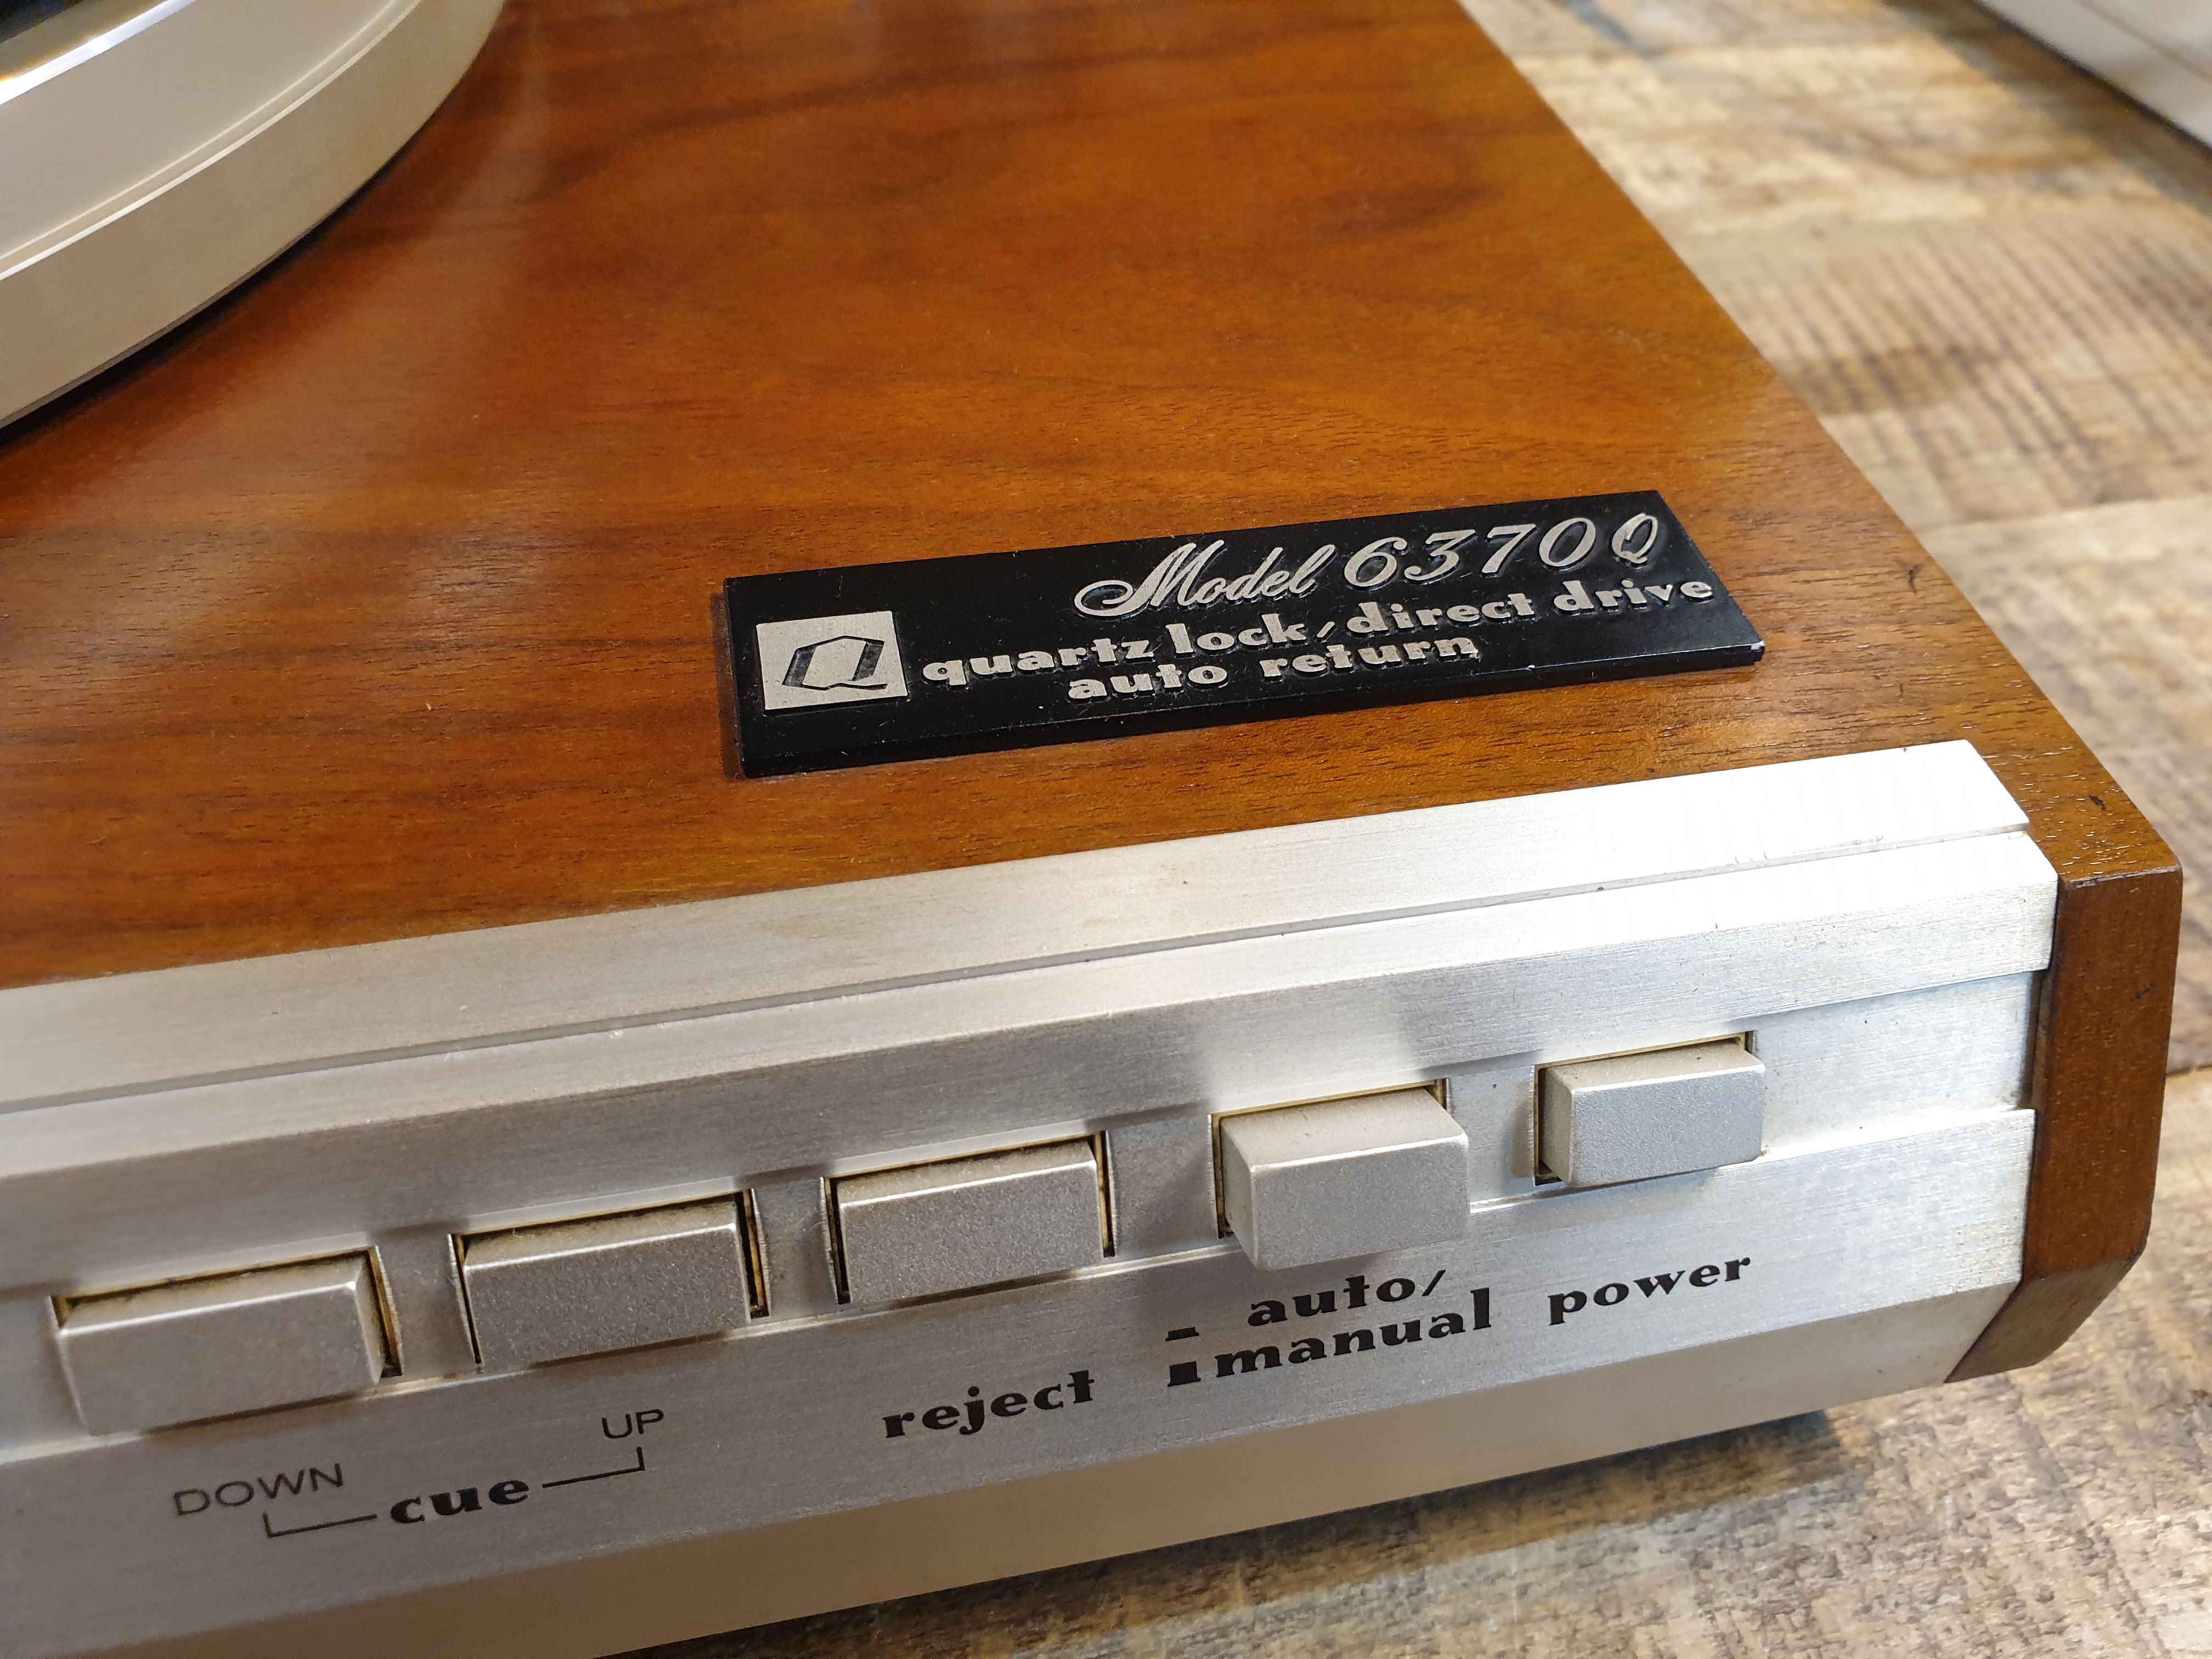 Model 6370Q
Q quartz lock/direct drive
auto return
DOWN cue UP
reject
auto/
manual
power